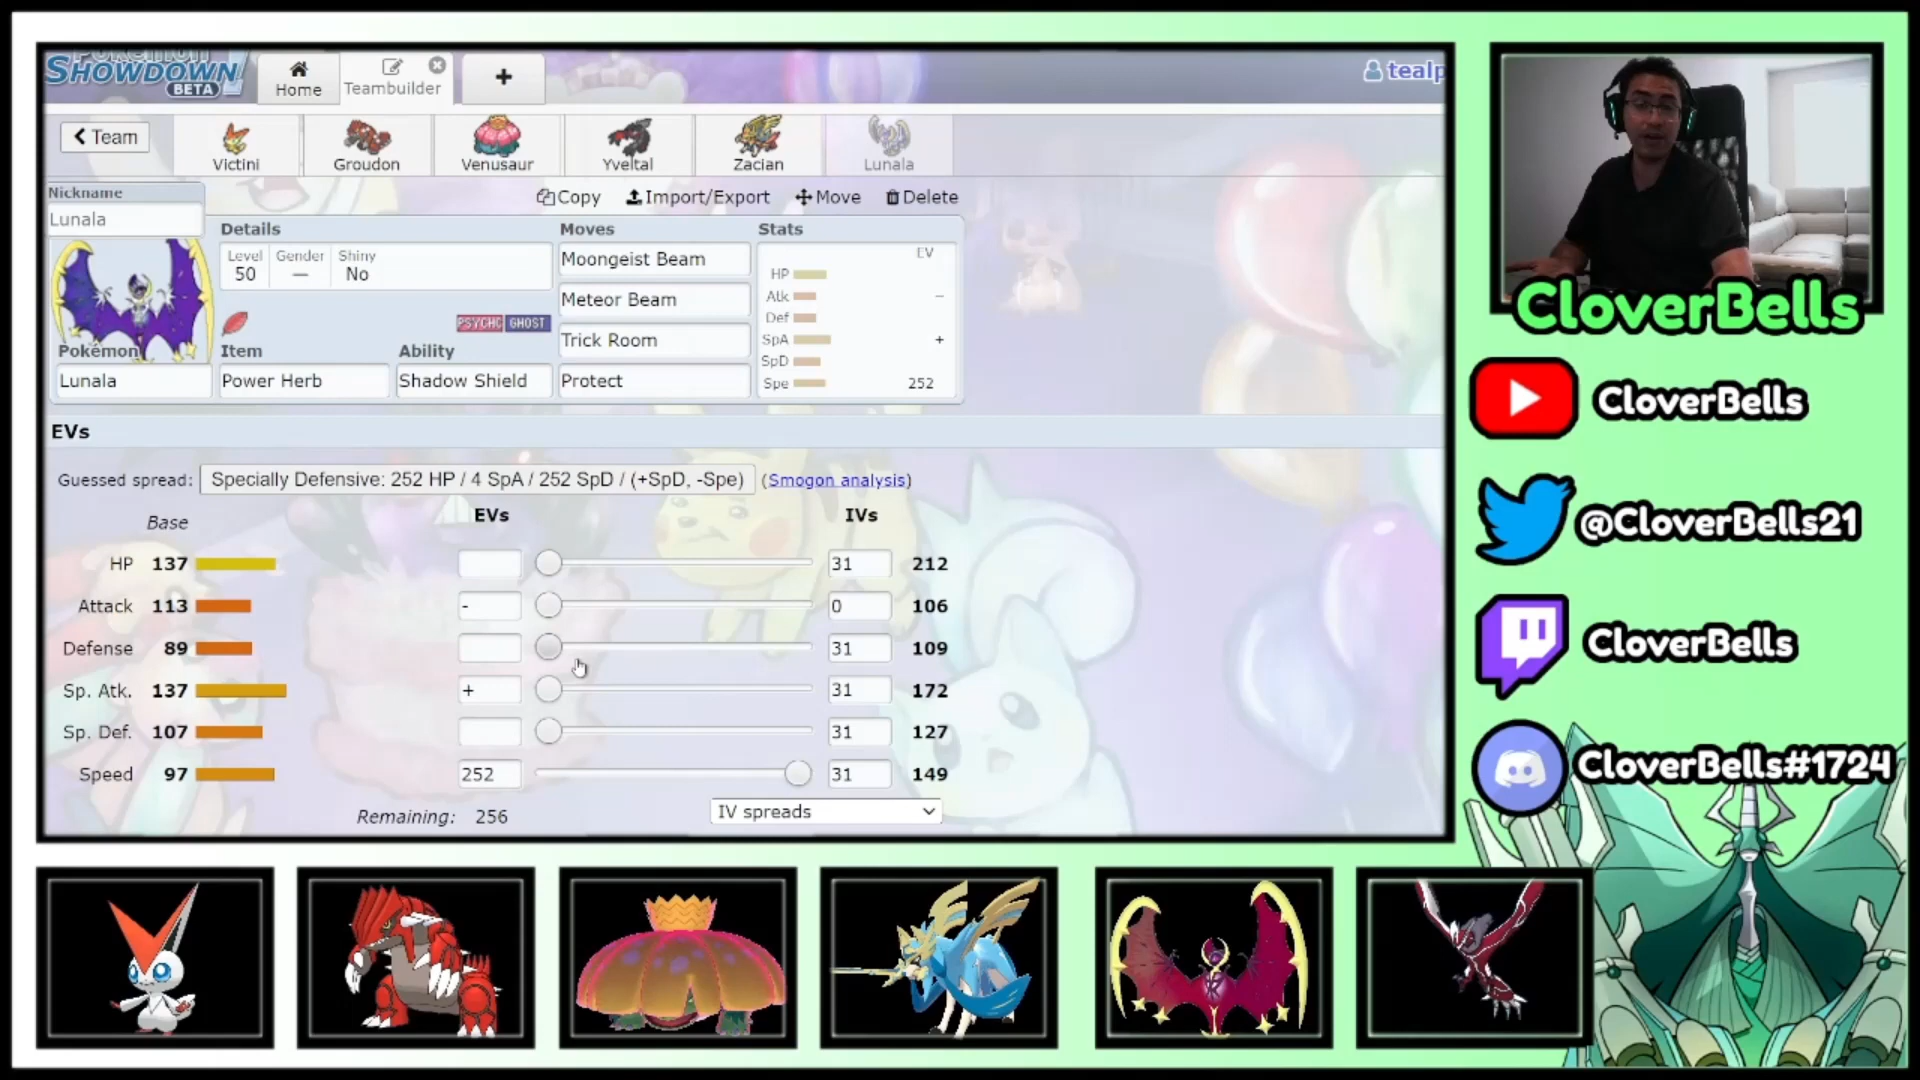 Pokémon
SHOWDOWN
BETA
Home
Teambuilder
+
tealp
Team
Victini
Groudon
Venusaur
Yveltal
Zacian
Lunala
Copy
Import/Export
Move
Delete
Nickname
Lunala
Details
Level
50
Gender
—
Shiny
No
PSYCHC GHOST
Pokémon
Lunala
Item
Power Herb
Ability
Shadow Shield
Moves
Moongeist Beam
Meteor Beam
Trick Room
Protect
Stats
EV
HP
Atk −
Def
SpA +
SpD
Spe 252
EVs
Guessed spread: Specially Defensive: 252 HP / 4 SpA / 252 SpD / (+SpD, -Spe) (Smogon analysis)
Base EVs IVs
HP 137 31 212
Attack 113 - 0 106
Defense 89 31 109
Sp. Atk. 137 + 31 172
Sp. Def. 107 31 127
Speed 97 252 31 149
Remaining: 256
IV spreads
CloverBells
CloverBells
@CloverBells21
CloverBells
CloverBells#1724